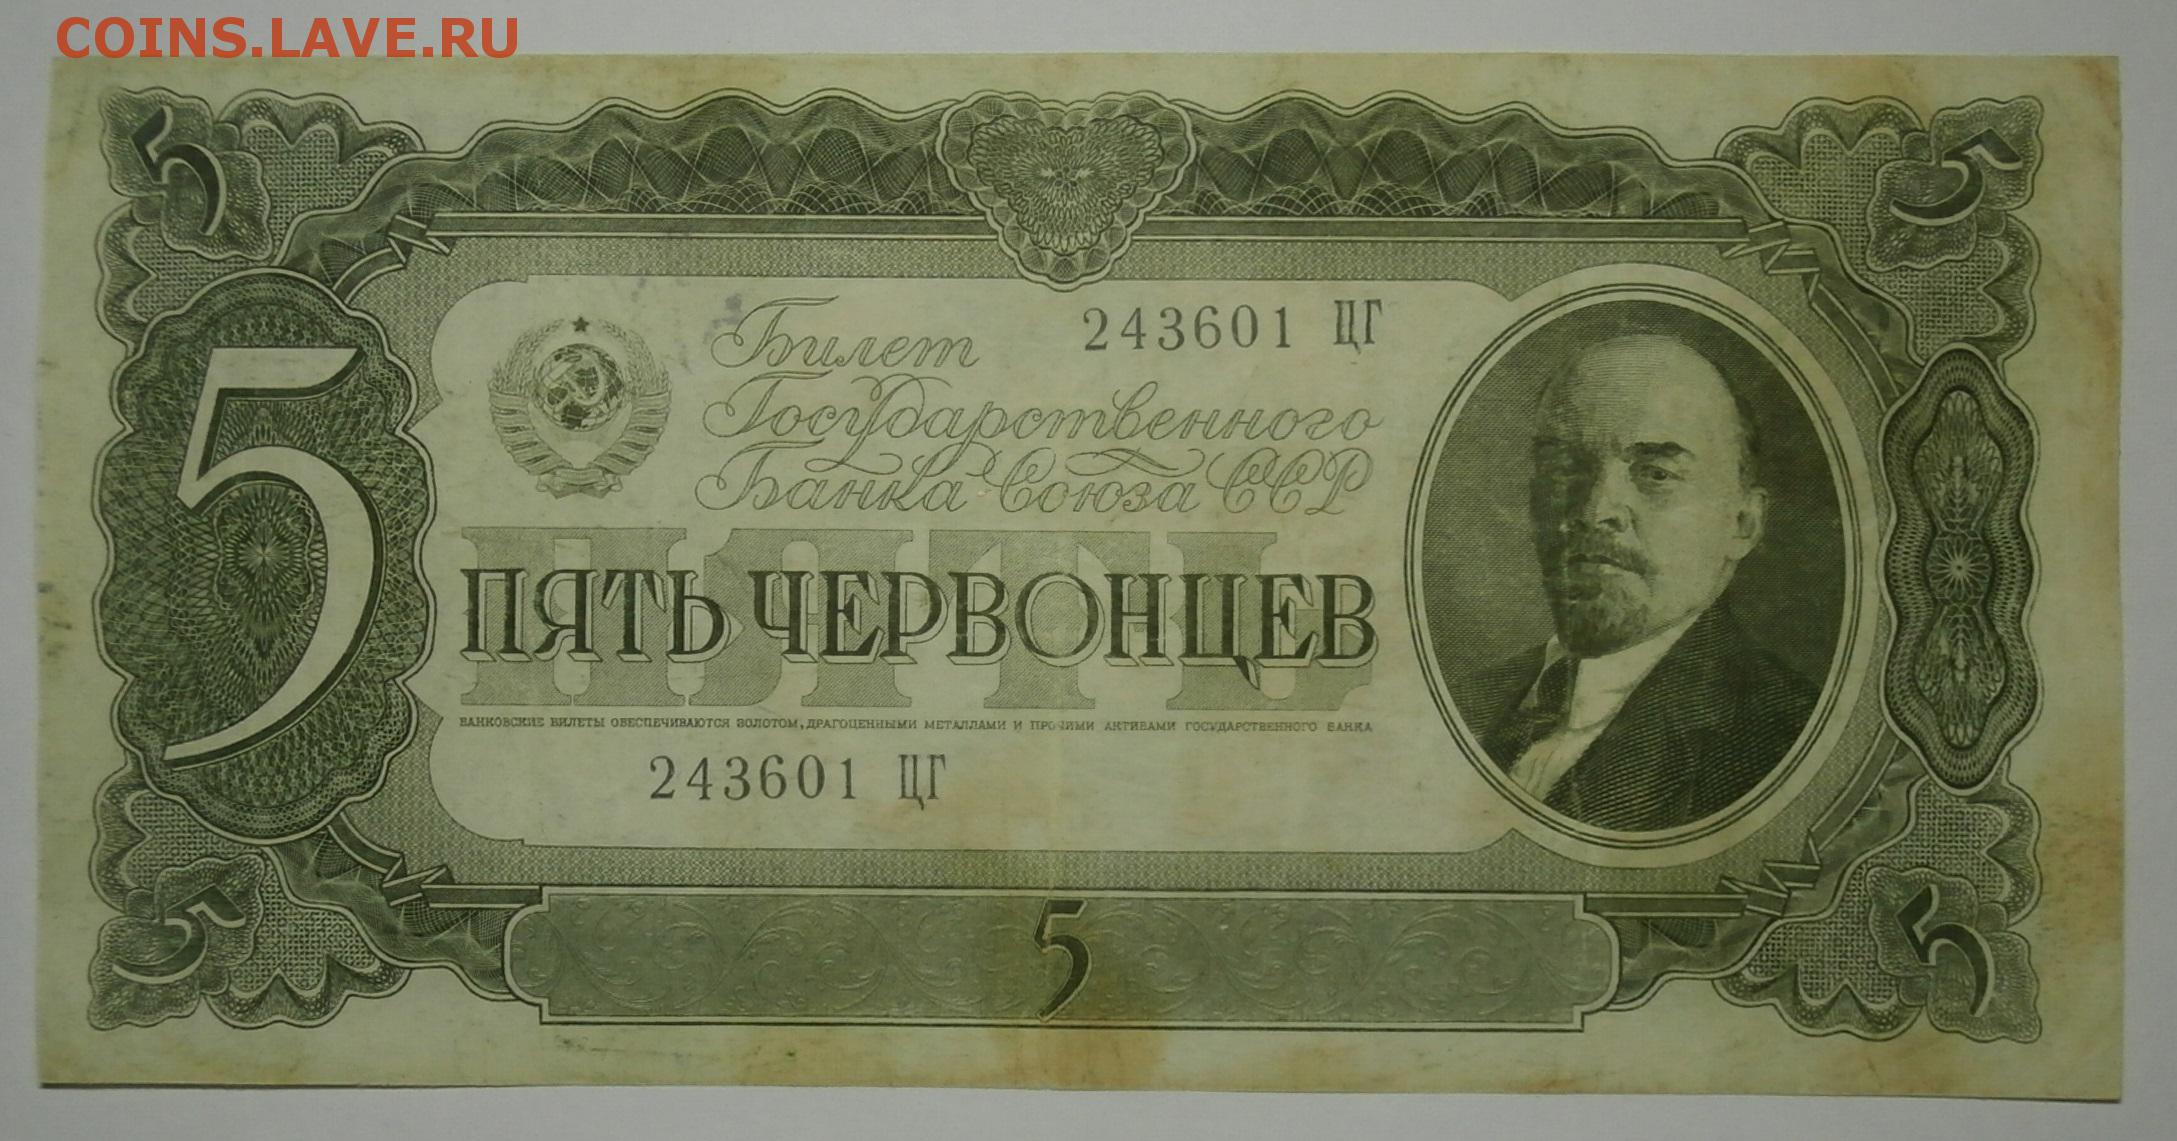 COINS.LAVE.RU
5 5
Билет 243601 ЦГ
Государственного
Банка Союза ССР
5
ПЯТЬ
ПЯТЬ ЧЕРВОНЦЕВ
БАНКОВСКИЕ БИЛЕТЫ ОБЕСПЕЧИВАЮТСЯ ЗОЛОТОМ, ДРАГОЦЕННЫМИ МЕТАЛЛАМИ И ПРОЧИМИ АКТИВАМИ ГОСУДАРСТВЕННОГО БАНКА
243601 ЦГ
5 5 5